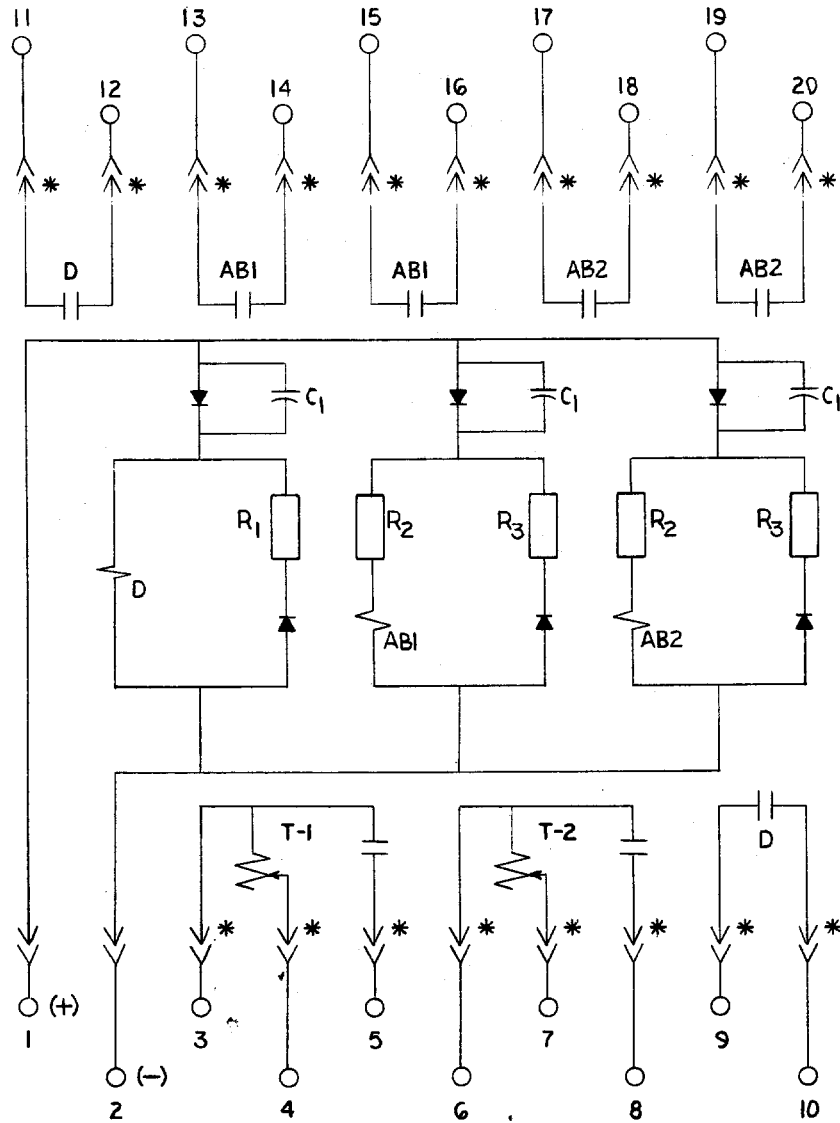 11 13 15 17 19
12 14 16 18 20
* * * * * * * * * *
D AB1 AB1 AB2 AB2
C1 C1 C1
R1 R2 R3 R2 R3
D AB1 AB2
T-1 T-2 D
* * * * * * * *
(+)
1 3 5 7 9
(−)
2 4 6 8 10